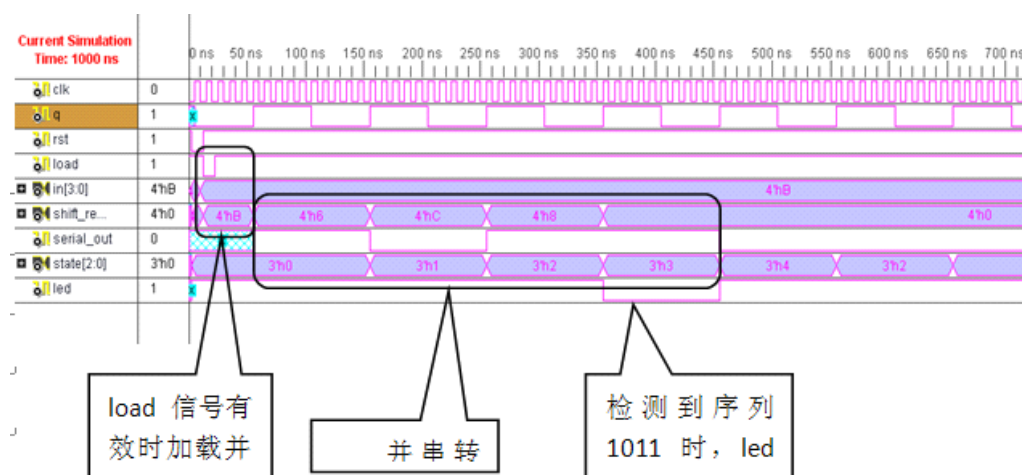 Current Simulation
Time: 1000 ns
0 ns 50 ns 100 ns 150 ns 200 ns 250 ns 300 ns 350 ns 400 ns 450 ns 500 ns 550 ns 600 ns 650 ns 700 ns
clk 0
q 1
x
rst 1
load 1
in[3:0] 4'hB 4'hB
shift_re... 4'h0 4'hB 4'h6 4'hC 4'h8 4'h0
serial_out 0
state[2:0] 3'h0 3'h0 3'h1 3'h2 3'h3 3'h4 3'h2
led 1
x
load 信号有
效时加载并
并串转
检测到序列
1011 时，led